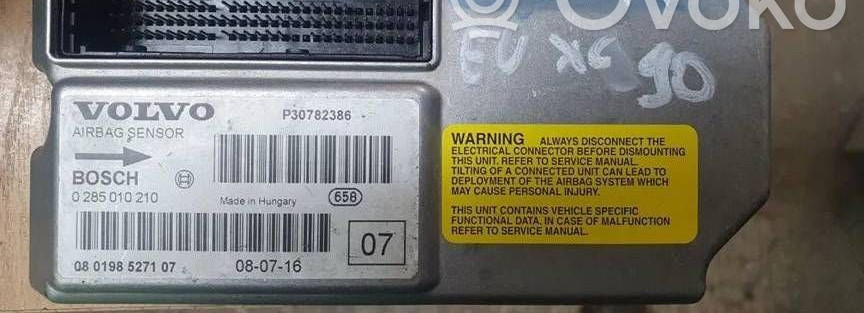 OVOKO
EU XC 90
VOLVO
P30782386
AIRBAG SENSOR
BOSCH
0 285 010 210
Made in Hungary
658
08 0198 5271 07
08-07-16
07
WARNING ALWAYS DISCONNECT THE
ELECTRICAL CONNECTOR BEFORE DISMOUNTING
THIS UNIT. REFER TO SERVICE MANUAL.
TILTING OF A CONNECTED UNIT CAN LEAD TO
DEPLOYMENT OF THE AIRBAG SYSTEM WHICH
MAY CAUSE PERSONAL INJURY.
THIS UNIT CONTAINS VEHICLE SPECIFIC
FUNCTIONAL DATA, IN CASE OF MALFUNCTION
REFER TO SERVICE MANUAL.